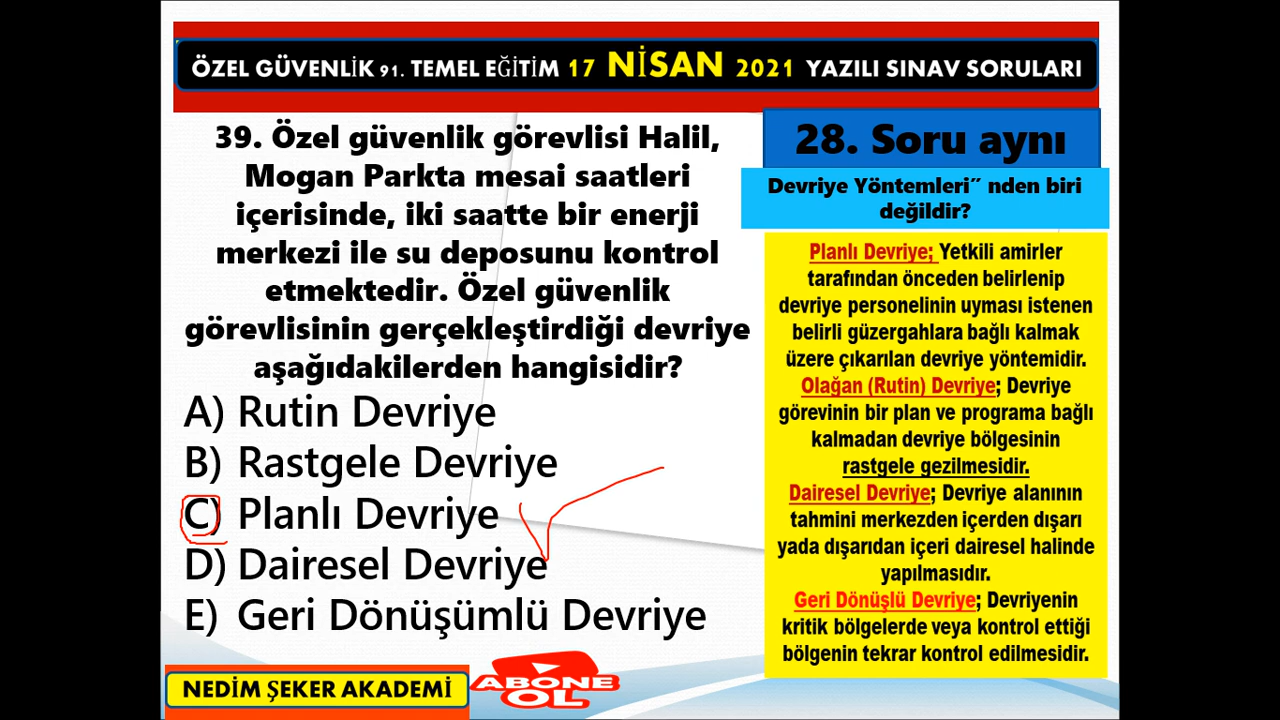 ÖZEL GÜVENLİK 91. TEMEL EĞİTİM 17 NİSAN 2021 YAZILI SINAV SORULARI
39. Özel güvenlik görevlisi Halil,
Mogan Parkta mesai saatleri
içerisinde, iki saatte bir enerji
merkezi ile su deposunu kontrol
etmektedir. Özel güvenlik
görevlisinin gerçekleştirdiği devriye
aşağıdakilerden hangisidir?
A) Rutin Devriye
B) Rastgele Devriye
C) Planlı Devriye
D) Dairesel Devriye
E) Geri Dönüşümlü Devriye
28. Soru aynı
Devriye Yöntemleri” nden biri
değildir?
Planlı Devriye; Yetkili amirler
tarafından önceden belirlenip
devriye personelinin uyması istenen
belirli güzergahlara bağlı kalmak
üzere çıkarılan devriye yöntemidir.
Olağan (Rutin) Devriye; Devriye
görevinin bir plan ve programa bağlı
kalmadan devriye bölgesinin
rastgele gezilmesidir.
Dairesel Devriye; Devriye alanının
tahmini merkezden içerden dışarı
yada dışarıdan içeri dairesel halinde
yapılmasıdır.
Geri Dönüşlü Devriye; Devriyenin
kritik bölgelerde veya kontrol ettiği
bölgenin tekrar kontrol edilmesidir.
NEDİM ŞEKER AKADEMİ
ABONE
OL